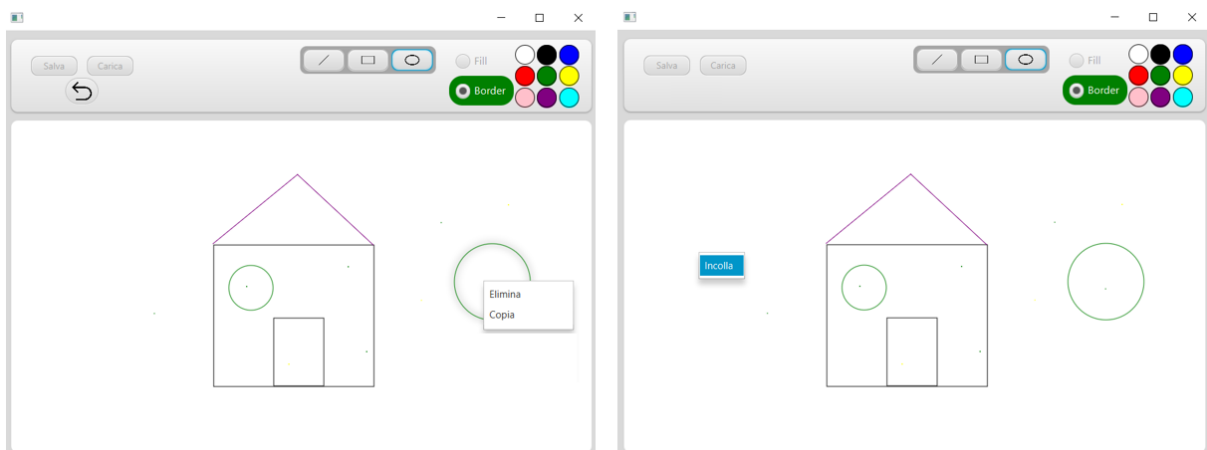 Salva Carica
Fill
Border
Elimina
Copia
Salva Carica
Fill
Border
Incolla